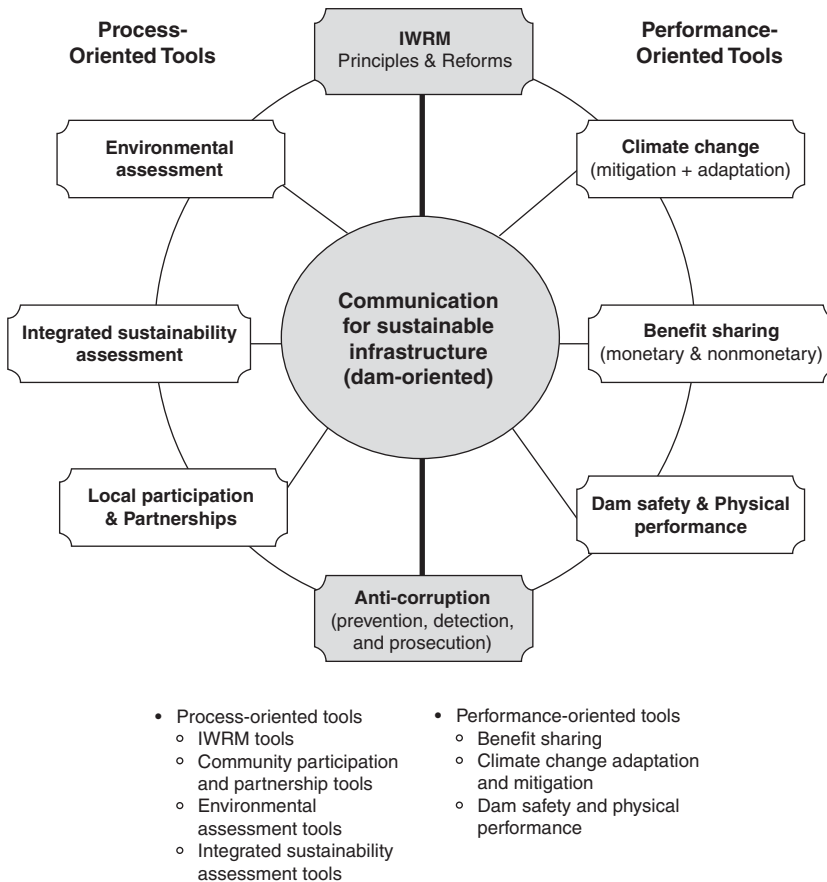 Process-
Oriented Tools
IWRM
Principles & Reforms
Performance-
Oriented Tools
Environmental
assessment
Climate change
(mitigation + adaptation)
Communication
for sustainable
infrastructure
(dam-oriented)
Integrated sustainability
assessment
Benefit sharing
(monetary & nonmonetary)
Local participation
& Partnerships
Dam safety & Physical
performance
Anti-corruption
(prevention, detection,
and prosecution)
• Process-oriented tools
◦ IWRM tools
◦ Community participation
and partnership tools
◦ Environmental
assessment tools
◦ Integrated sustainability
assessment tools
• Performance-oriented tools
◦ Benefit sharing
◦ Climate change adaptation
and mitigation
◦ Dam safety and physical
performance